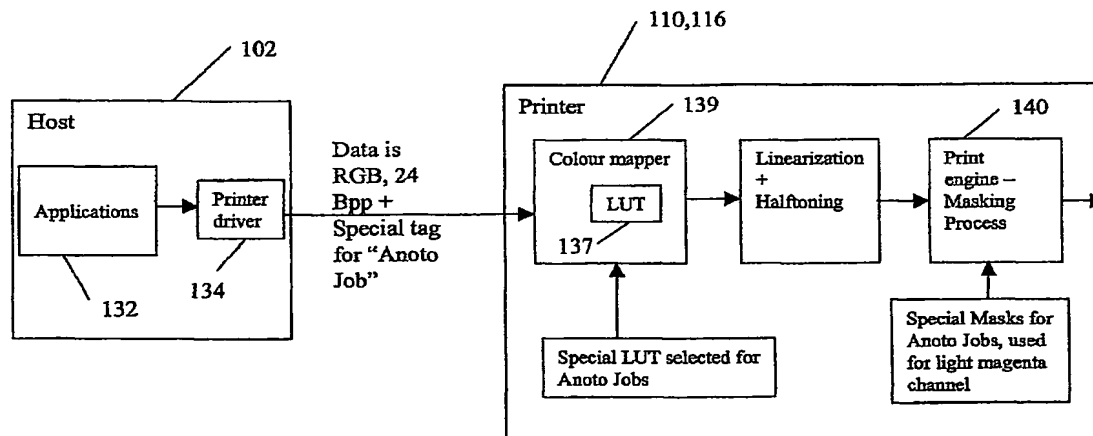 110,116
102
Host
Applications
Printer
driver
132
134
Data is
RGB, 24
Bpp +
Special tag
for “Anoto
Job”
Printer
139
Colour mapper
LUT
137
Linearization
+
Halftoning
140
Print
engine –
Masking
Process
Special LUT selected for
Anoto Jobs
Special Masks for
Anoto Jobs, used
for light magenta
channel